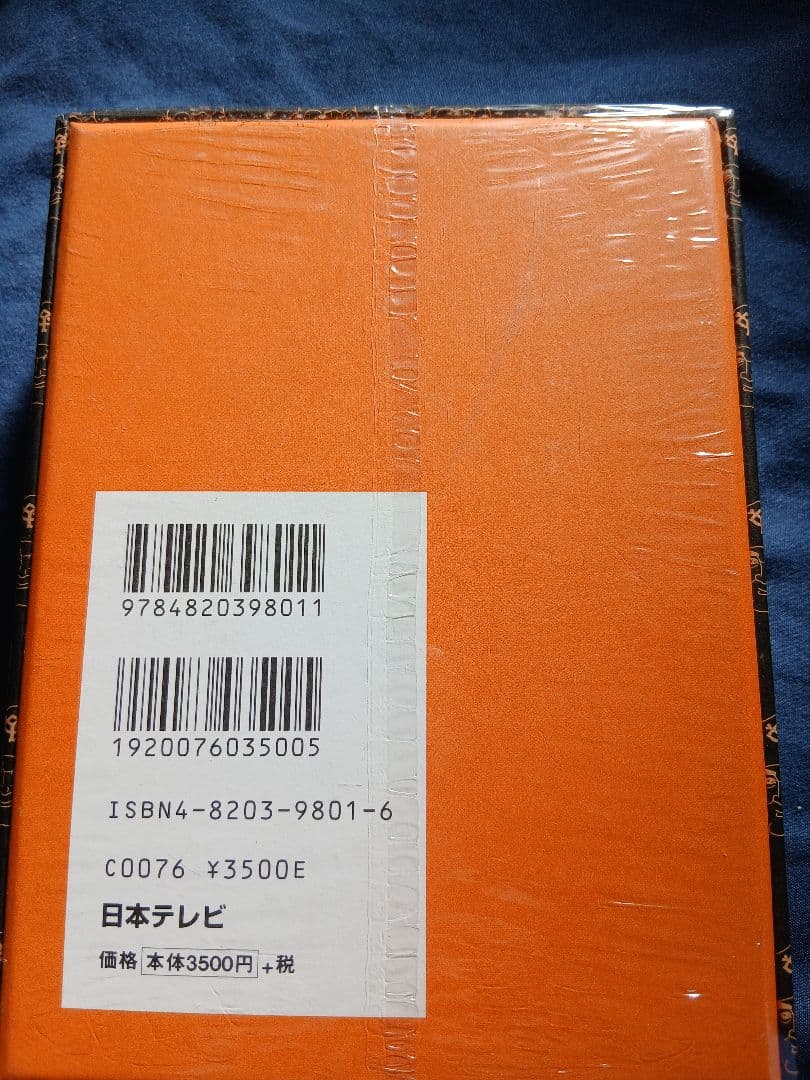 9784820398011
1920076035005
ISBN4-8203-9801-6
C0076 ¥3500E
日本テレビ
価格 本体3500円 +税